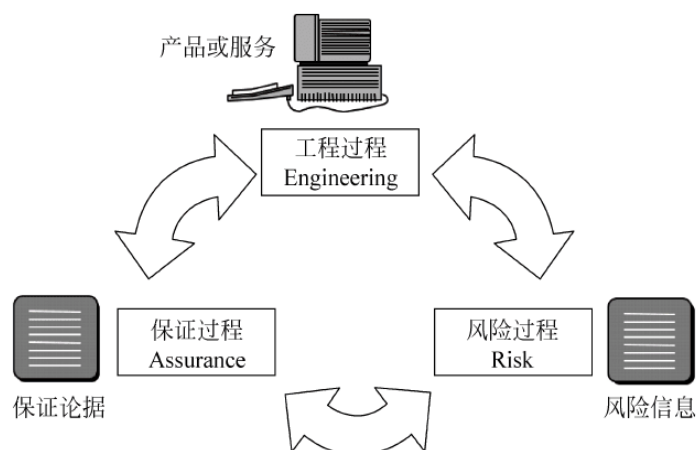 产品或服务
工程过程
Engineering
保证过程
Assurance
风险过程
Risk
保证论据
风险信息